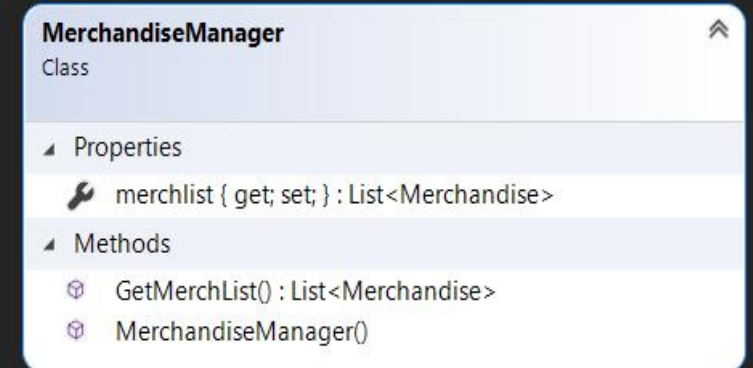 MerchandiseManager
Class
Properties
merchlist { get; set; } : List<Merchandise>
Methods
GetMerchList() : List<Merchandise>
MerchandiseManager()